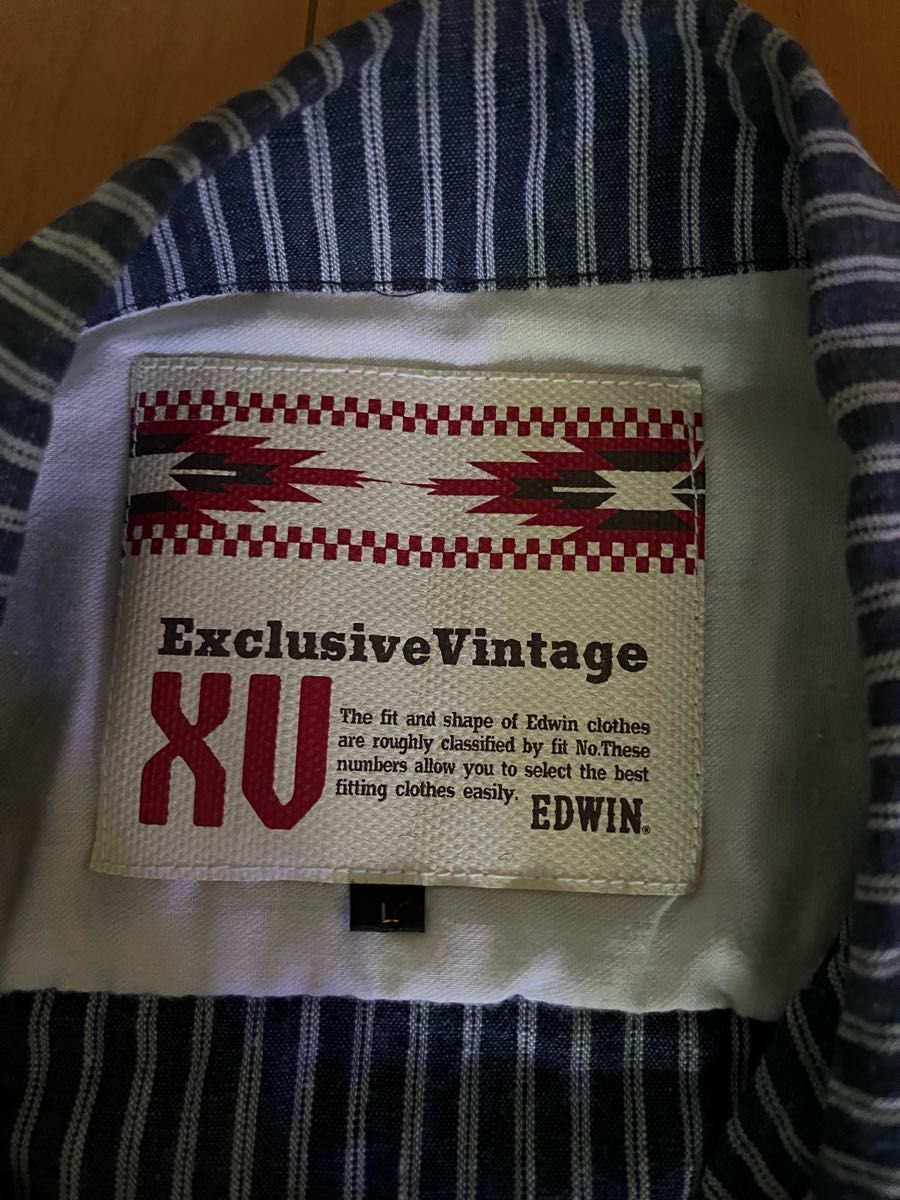 ExclusiveVintage
XV
The fit and shape of Edwin clothes
are roughly classified by fit No.These
numbers allow you to select the best
fitting clothes easily.
EDWIN®
L